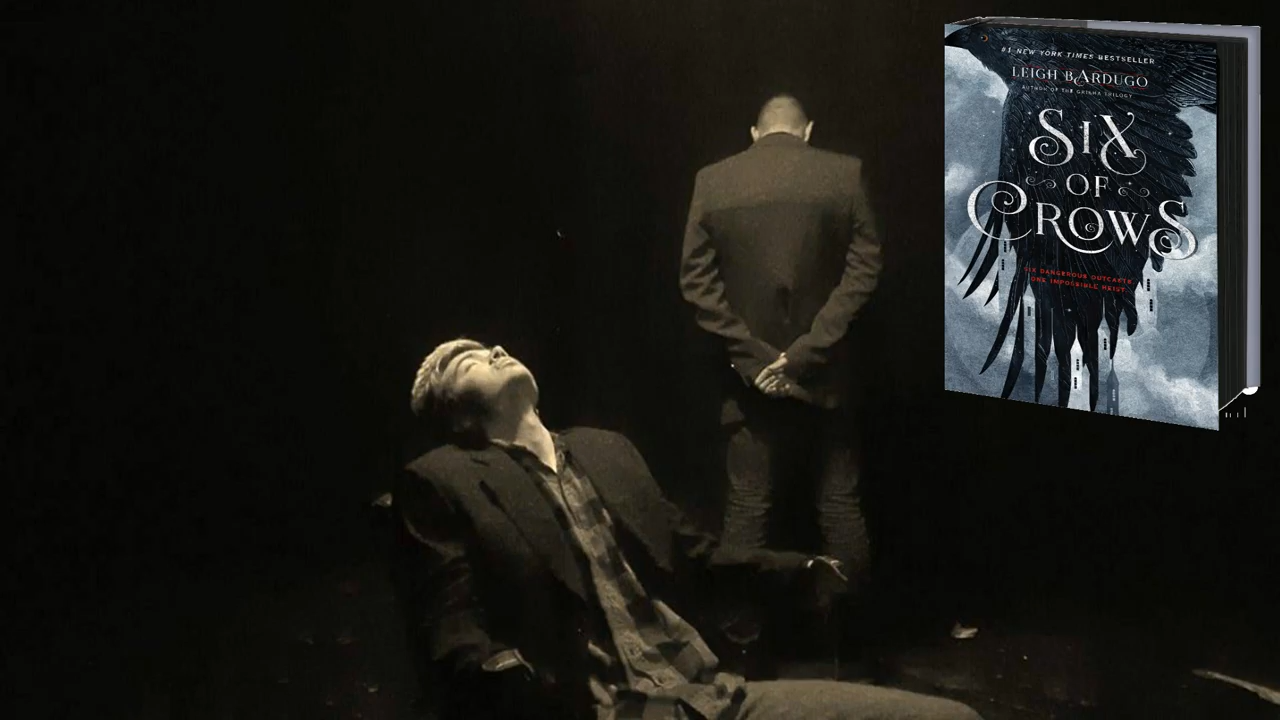 #1 NEW YORK TIMES BESTSELLER
LEIGH BARDUGO
AUTHOR OF THE GRISHA TRILOGY
SIX
OF
CROWS
SIX DANGEROUS OUTCASTS.
ONE IMPOSSIBLE HEIST.